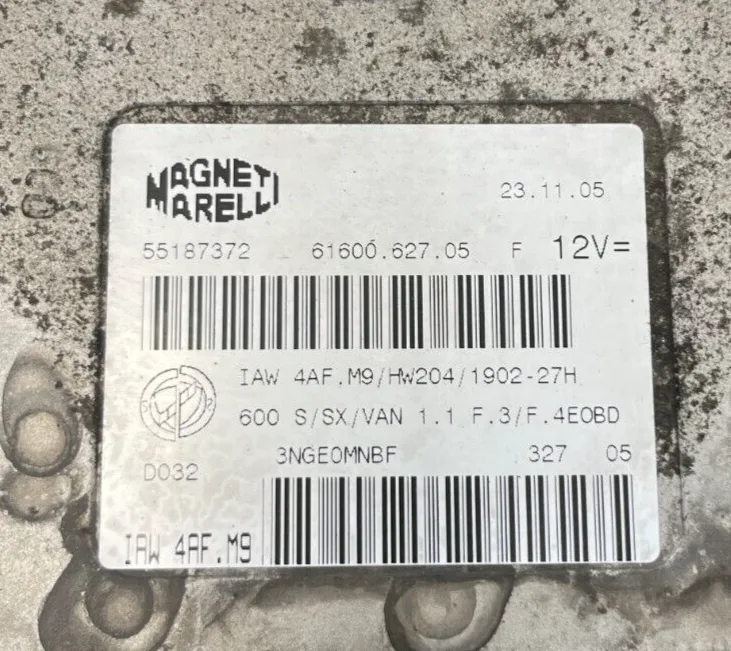 MAGNETI
MARELLI
23.11.05
55187372 61600.627.05 F 12V=
IAW 4AF.M9/HW204/1902-27H
600 S/SX/VAN 1.1 F.3/F.4EOBD
3NGE0MNBF 327 05
D032
IAW 4AF.M9